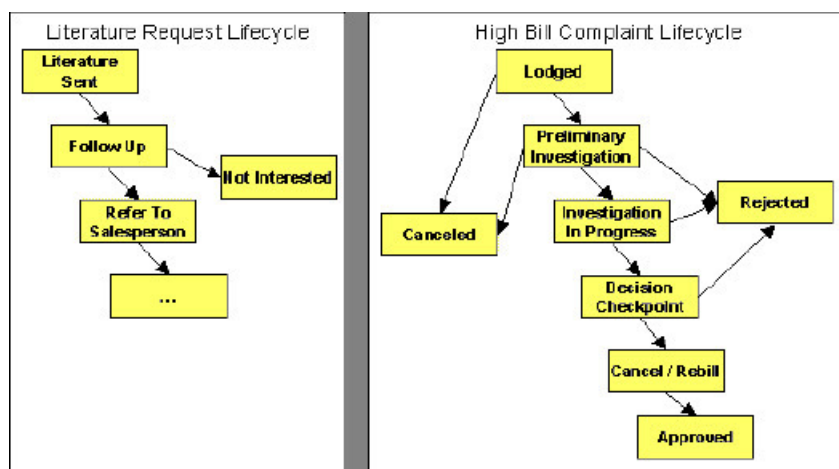 Literature Request Lifecycle
Literature
Sent
Follow Up
Not Interested
Refer To
Salesperson
...
High Bill Complaint Lifecycle
Lodged
Preliminary
Investigation
Canceled
Investigation
In Progress
Rejected
Decision
Checkpoint
Cancel / Rebill
Approved